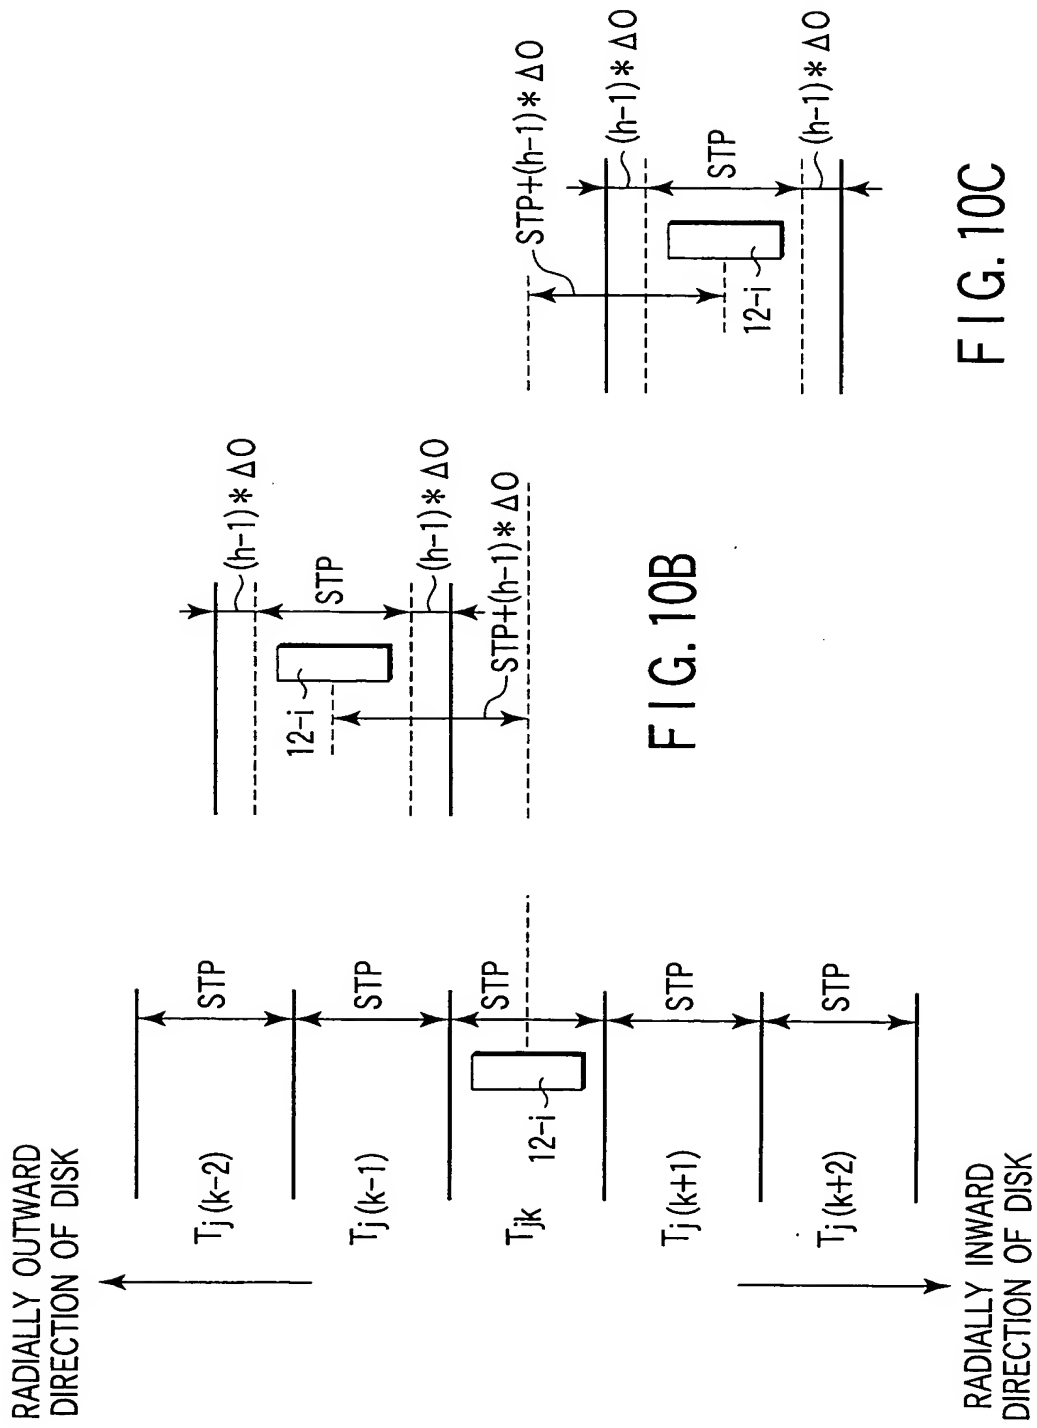 RADIALLY OUTWARD
DIRECTION OF DISK
Tj(k-2)
STP
Tj(k-1)
STP
Tjk
STP
12-i
Tj(k+1)
STP
Tj(k+2)
STP
RADIALLY INWARD
DIRECTION OF DISK
(h-1)* ΔO
STP
12-i
(h-1)* ΔO
STP+(h-1)* ΔO
FIG. 10B
STP+(h-1)* ΔO
(h-1)* ΔO
STP
12-i
(h-1)* ΔO
FIG. 10C